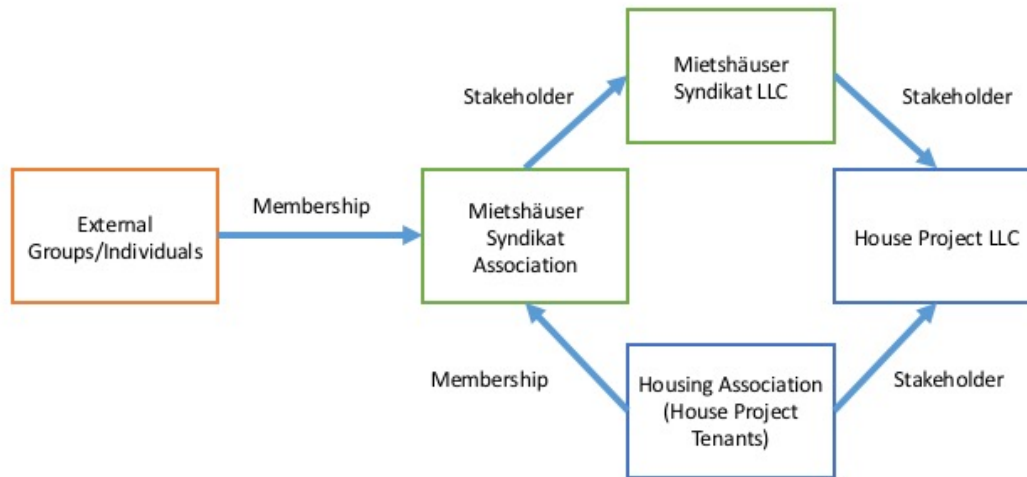 Mietshäuser
Syndikat LLC
Stakeholder
Stakeholder
External
Groups/Individuals
Membership
Mietshäuser
Syndikat
Association
House Project LLC
Membership
Housing Association
(House Project
Tenants)
Stakeholder